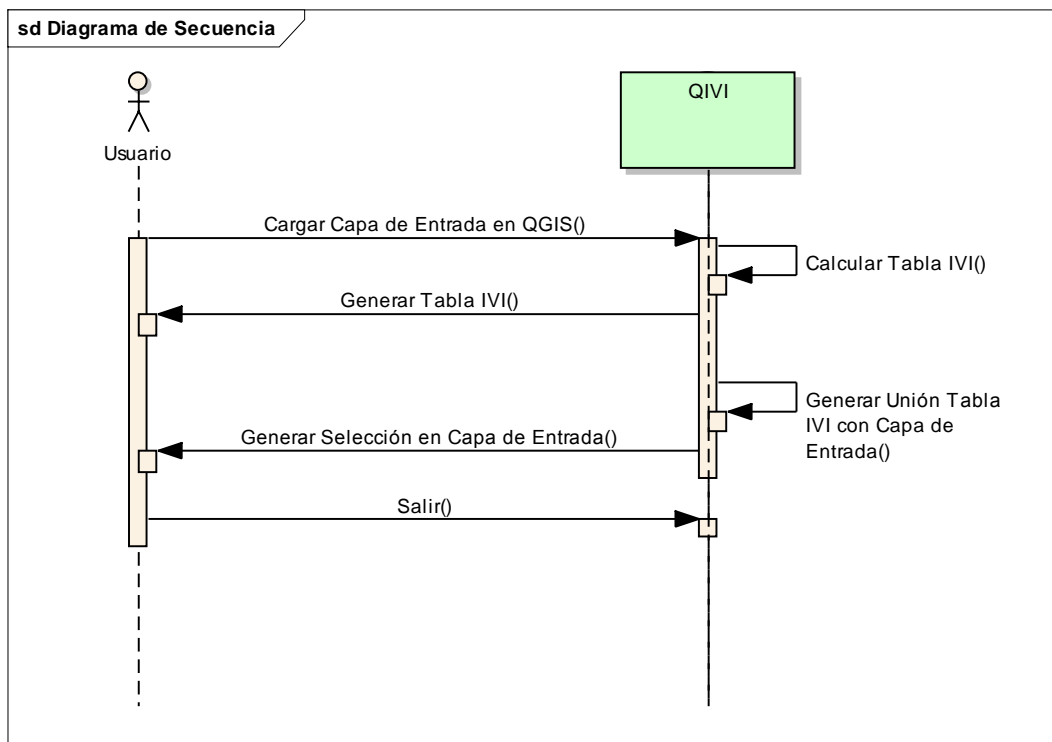 sd Diagrama de Secuencia
QIVI
Usuario
Cargar Capa de Entrada en QGIS()
Calcular Tabla IVI()
Generar Tabla IVI()
Generar Unión Tabla
IVI con Capa de
Entrada()
Generar Selección en Capa de Entrada()
Salir()